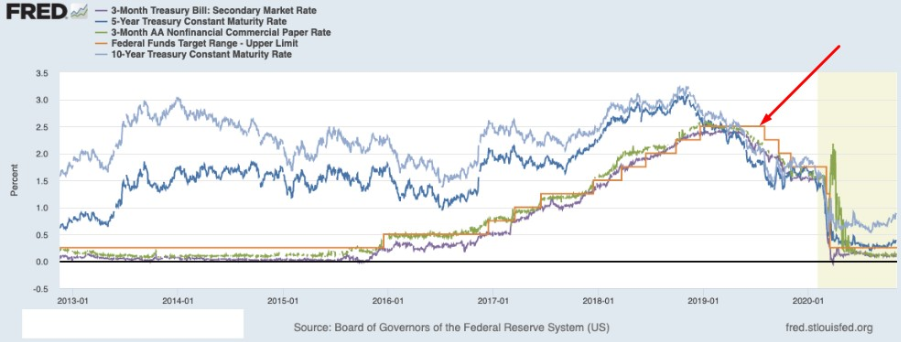 FRED
3-Month Treasury Bill: Secondary Market Rate
5-Year Treasury Constant Maturity Rate
3-Month AA Nonfinancial Commercial Paper Rate
Federal Funds Target Range - Upper Limit
10-Year Treasury Constant Maturity Rate
3.5
3.0
2.5
2.0
1.5
1.0
0.5
0.0
-0.5
Percent
2013-01 2014-01 2015-01 2016-01 2017-01 2018-01 2019-01 2020-01
Source: Board of Governors of the Federal Reserve System (US)
fred.stlouisfed.org